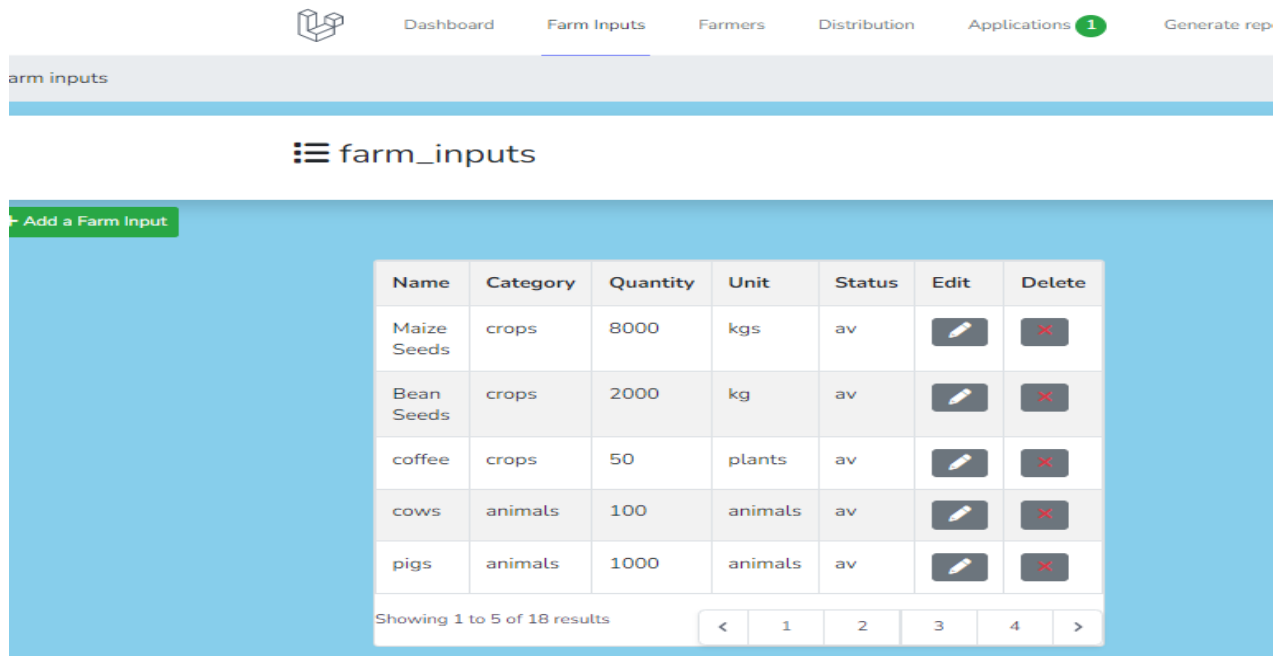 Dashboard Farm Inputs Farmers Distribution Applications 1 Generate rep
arm inputs
farm_inputs
+ Add a Farm Input
Name Category Quantity Unit Status Edit Delete
Maize Seeds crops 8000 kgs av
Bean Seeds crops 2000 kg av
coffee crops 50 plants av
cows animals 100 animals av
pigs animals 1000 animals av
Showing 1 to 5 of 18 results < 1 2 3 4 >